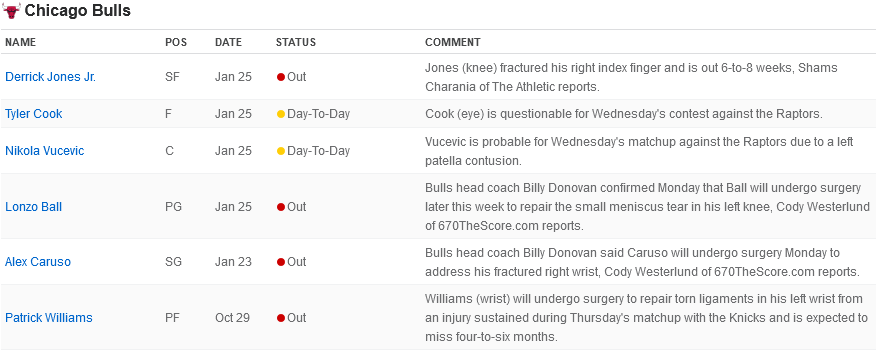 Chicago Bulls
NAME POS DATE STATUS COMMENT
Derrick Jones Jr. SF Jan 25 Out Jones (knee) fractured his right index finger and is out 6-to-8 weeks, Shams
Charania of The Athletic reports.
Tyler Cook F Jan 25 Day-To-Day Cook (eye) is questionable for Wednesday's contest against the Raptors.
Nikola Vucevic C Jan 25 Day-To-Day Vucevic is probable for Wednesday's matchup against the Raptors due to a left
patella contusion.
Lonzo Ball PG Jan 25 Out Bulls head coach Billy Donovan confirmed Monday that Ball will undergo surgery
later this week to repair the small meniscus tear in his left knee, Cody Westerlund
of 670TheScore.com reports.
Alex Caruso SG Jan 23 Out Bulls head coach Billy Donovan said Caruso will undergo surgery Monday to
address his fractured right wrist, Cody Westerlund of 670TheScore.com reports.
Patrick Williams PF Oct 29 Out Williams (wrist) will undergo surgery to repair torn ligaments in his left wrist from
an injury sustained during Thursday's matchup with the Knicks and is expected to
miss four-to-six months.